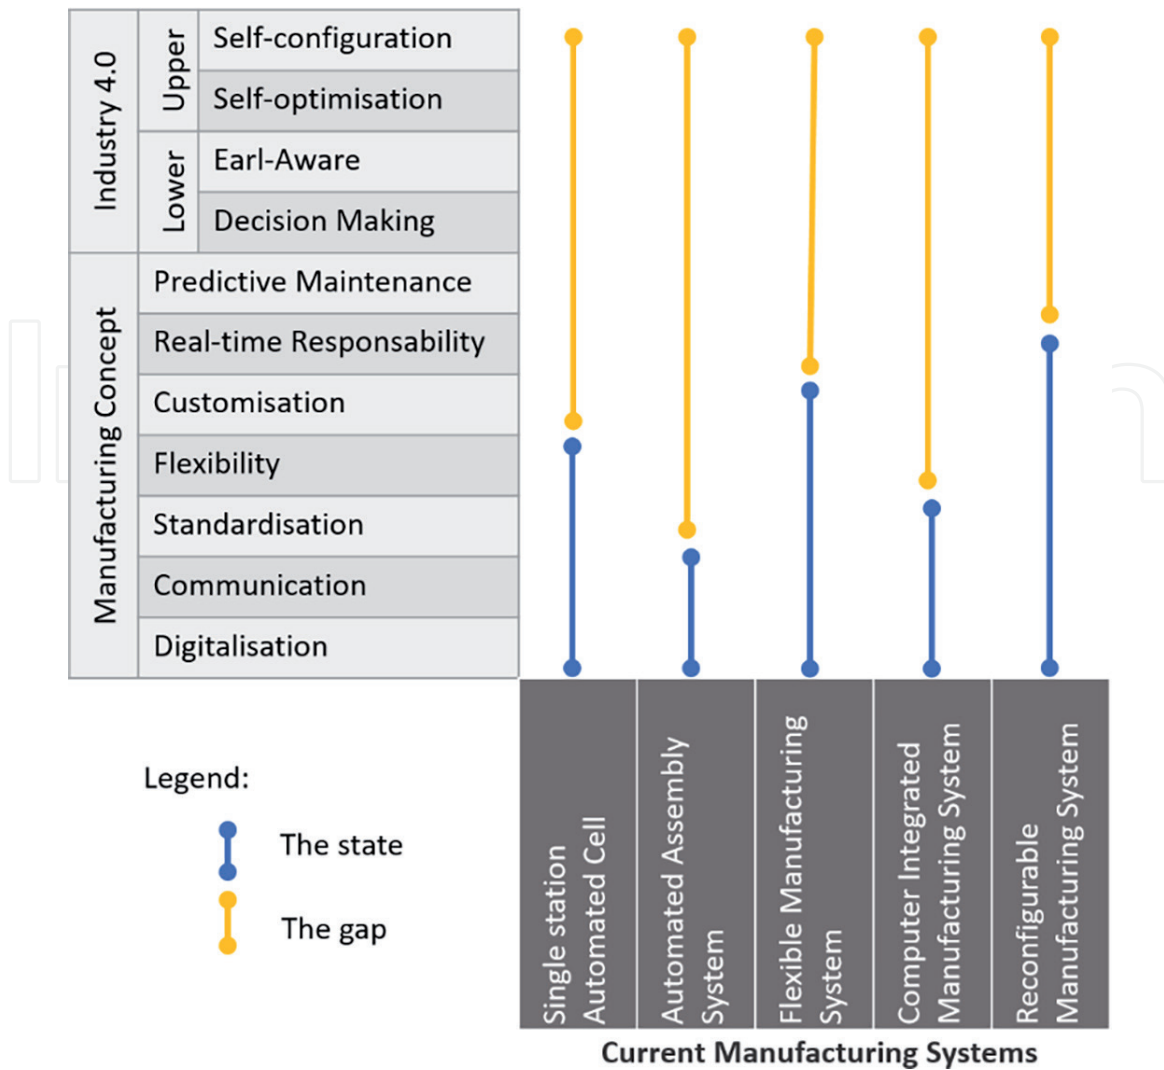 Industry 4.0
Upper
Self-configuration
Self-optimisation
Lower
Earl-Aware
Decision Making
Manufacturing Concept
Predictive Maintenance
Real-time Responsability
Customisation
Flexibility
Standardisation
Communication
Digitalisation
Legend:
The state
The gap
Single station
Automated Cell
Automated Assembly
System
Flexible Manufacturing
System
Computer Integrated
Manufacturing System
Reconfigurable
Manufacturing System
Current Manufacturing Systems